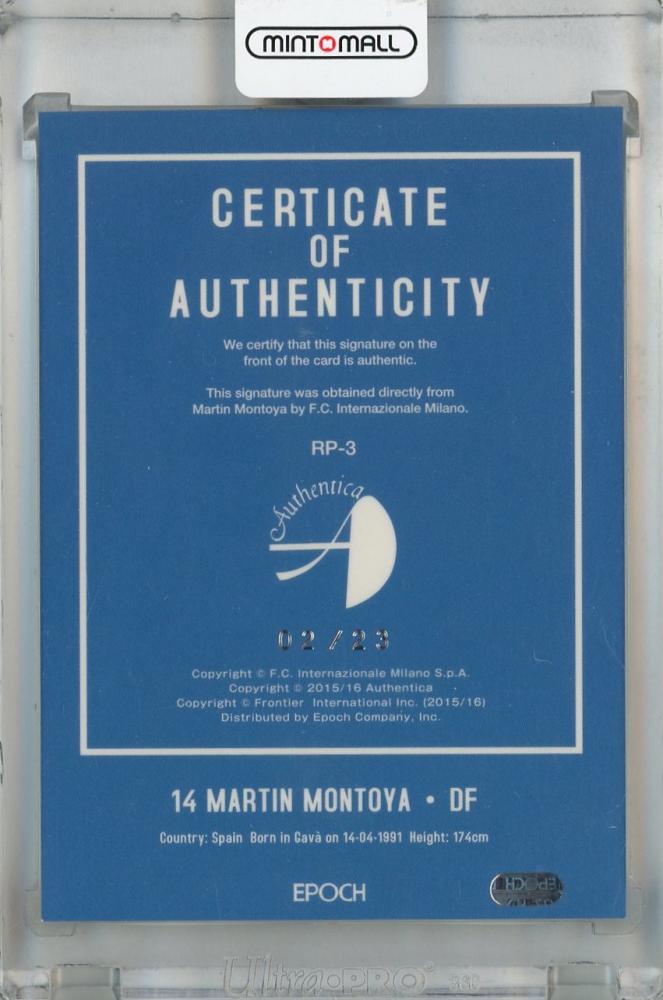 MINTMALL
CERTICATE
OF
AUTHENTICITY
We certify that this signature on the
front of the card is authentic.
This signature was obtained directly from
Martin Montoya by F.C. Internazionale Milano.
RP-3
Authentica
02/23
Copyright © F.C. Internazionale Milano S.p.A.
Copyright © 2015/16 Authentica
Copyright © Frontier International Inc. (2015/16)
Distributed by Epoch Company, Inc.
14 MARTIN MONTOYA • DF
Country: Spain Born in Gavà on 14-04-1991 Height: 174cm
EPOCH
EPOCH
Ultra•PRO®